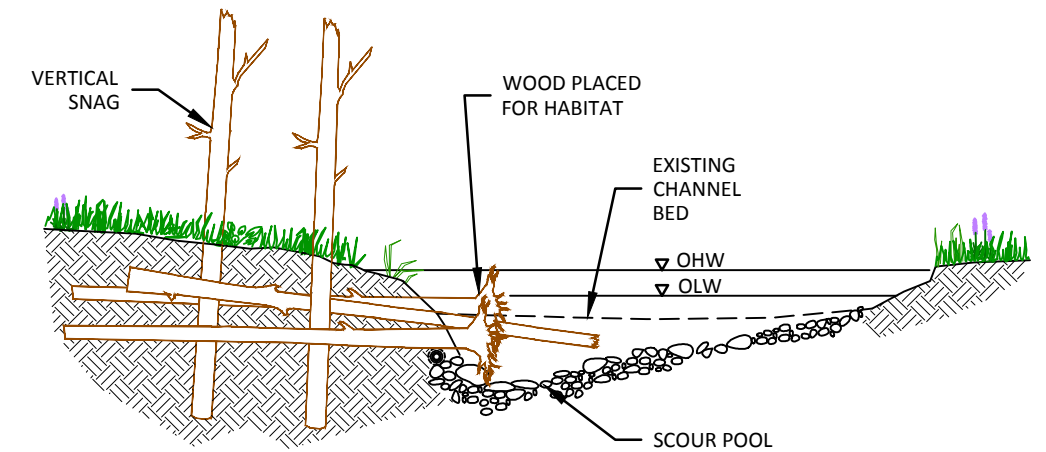 VERTICAL
SNAG
WOOD PLACED
FOR HABITAT
EXISTING
CHANNEL
BED
OHW
OLW
SCOUR POOL